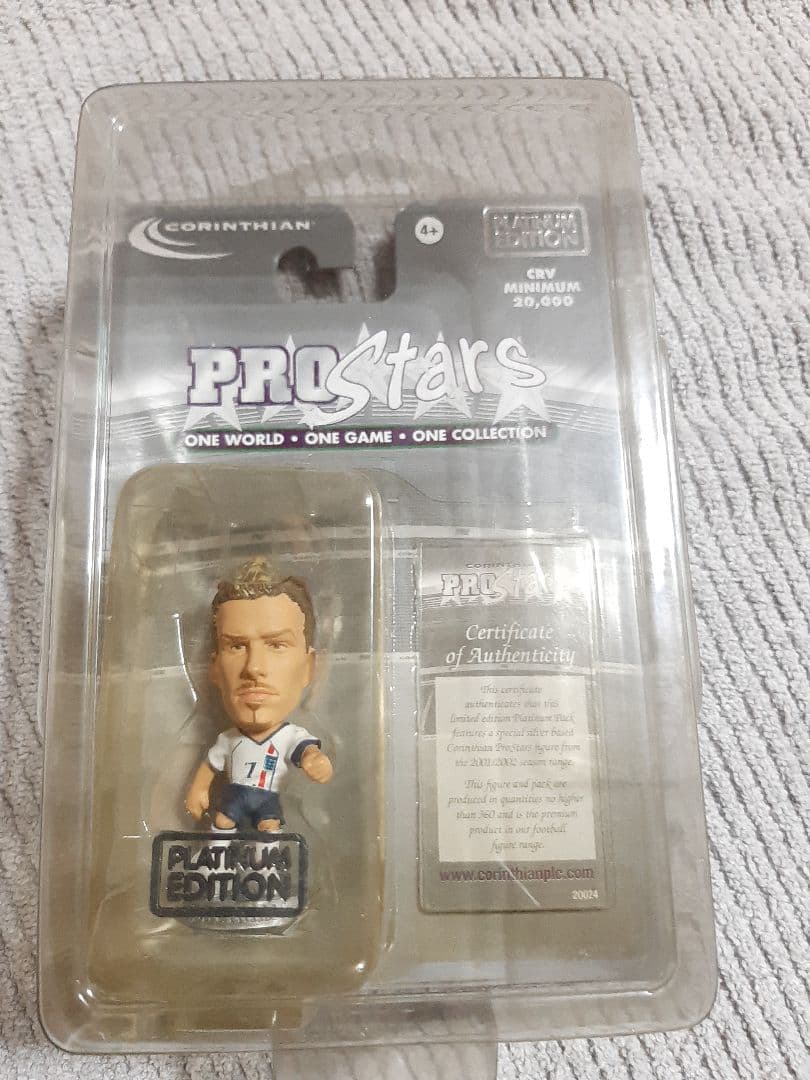 CORINTHIAN
4+
PLATINUM
EDITION
CRV
MINIMUM
20,000
PROStars
ONE WORLD • ONE GAME • ONE COLLECTION
CORINTHIAN
PROStars
Certificate
of Authenticity
This certificate
authenticates that this
limited edition Platinum Pack
features a special silver based
Corinthian ProStars figure from
the 2001/2002 season range.
This figure and pack are
produced in quantities no higher
than 360 and is the premium
product in our football
figure range.
www.corinthianplc.com
20024
7
PLATINUM
EDITION